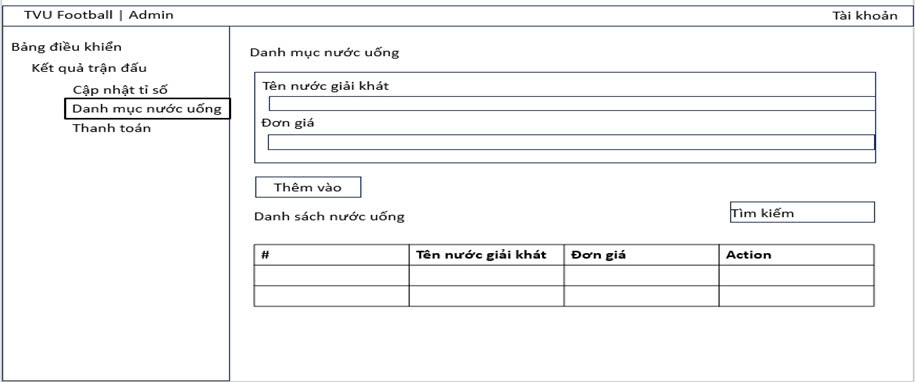 TVU Football | Admin
Tài khoản
Bảng điều khiển
Kết quả trận đấu
Cập nhật tỉ số
Danh mục nước uống
Thanh toán
Danh mục nước uống
Tên nước giải khát
Đơn giá
Thêm vào
Danh sách nước uống
Tìm kiếm
# Tên nước giải khát Đơn giá Action